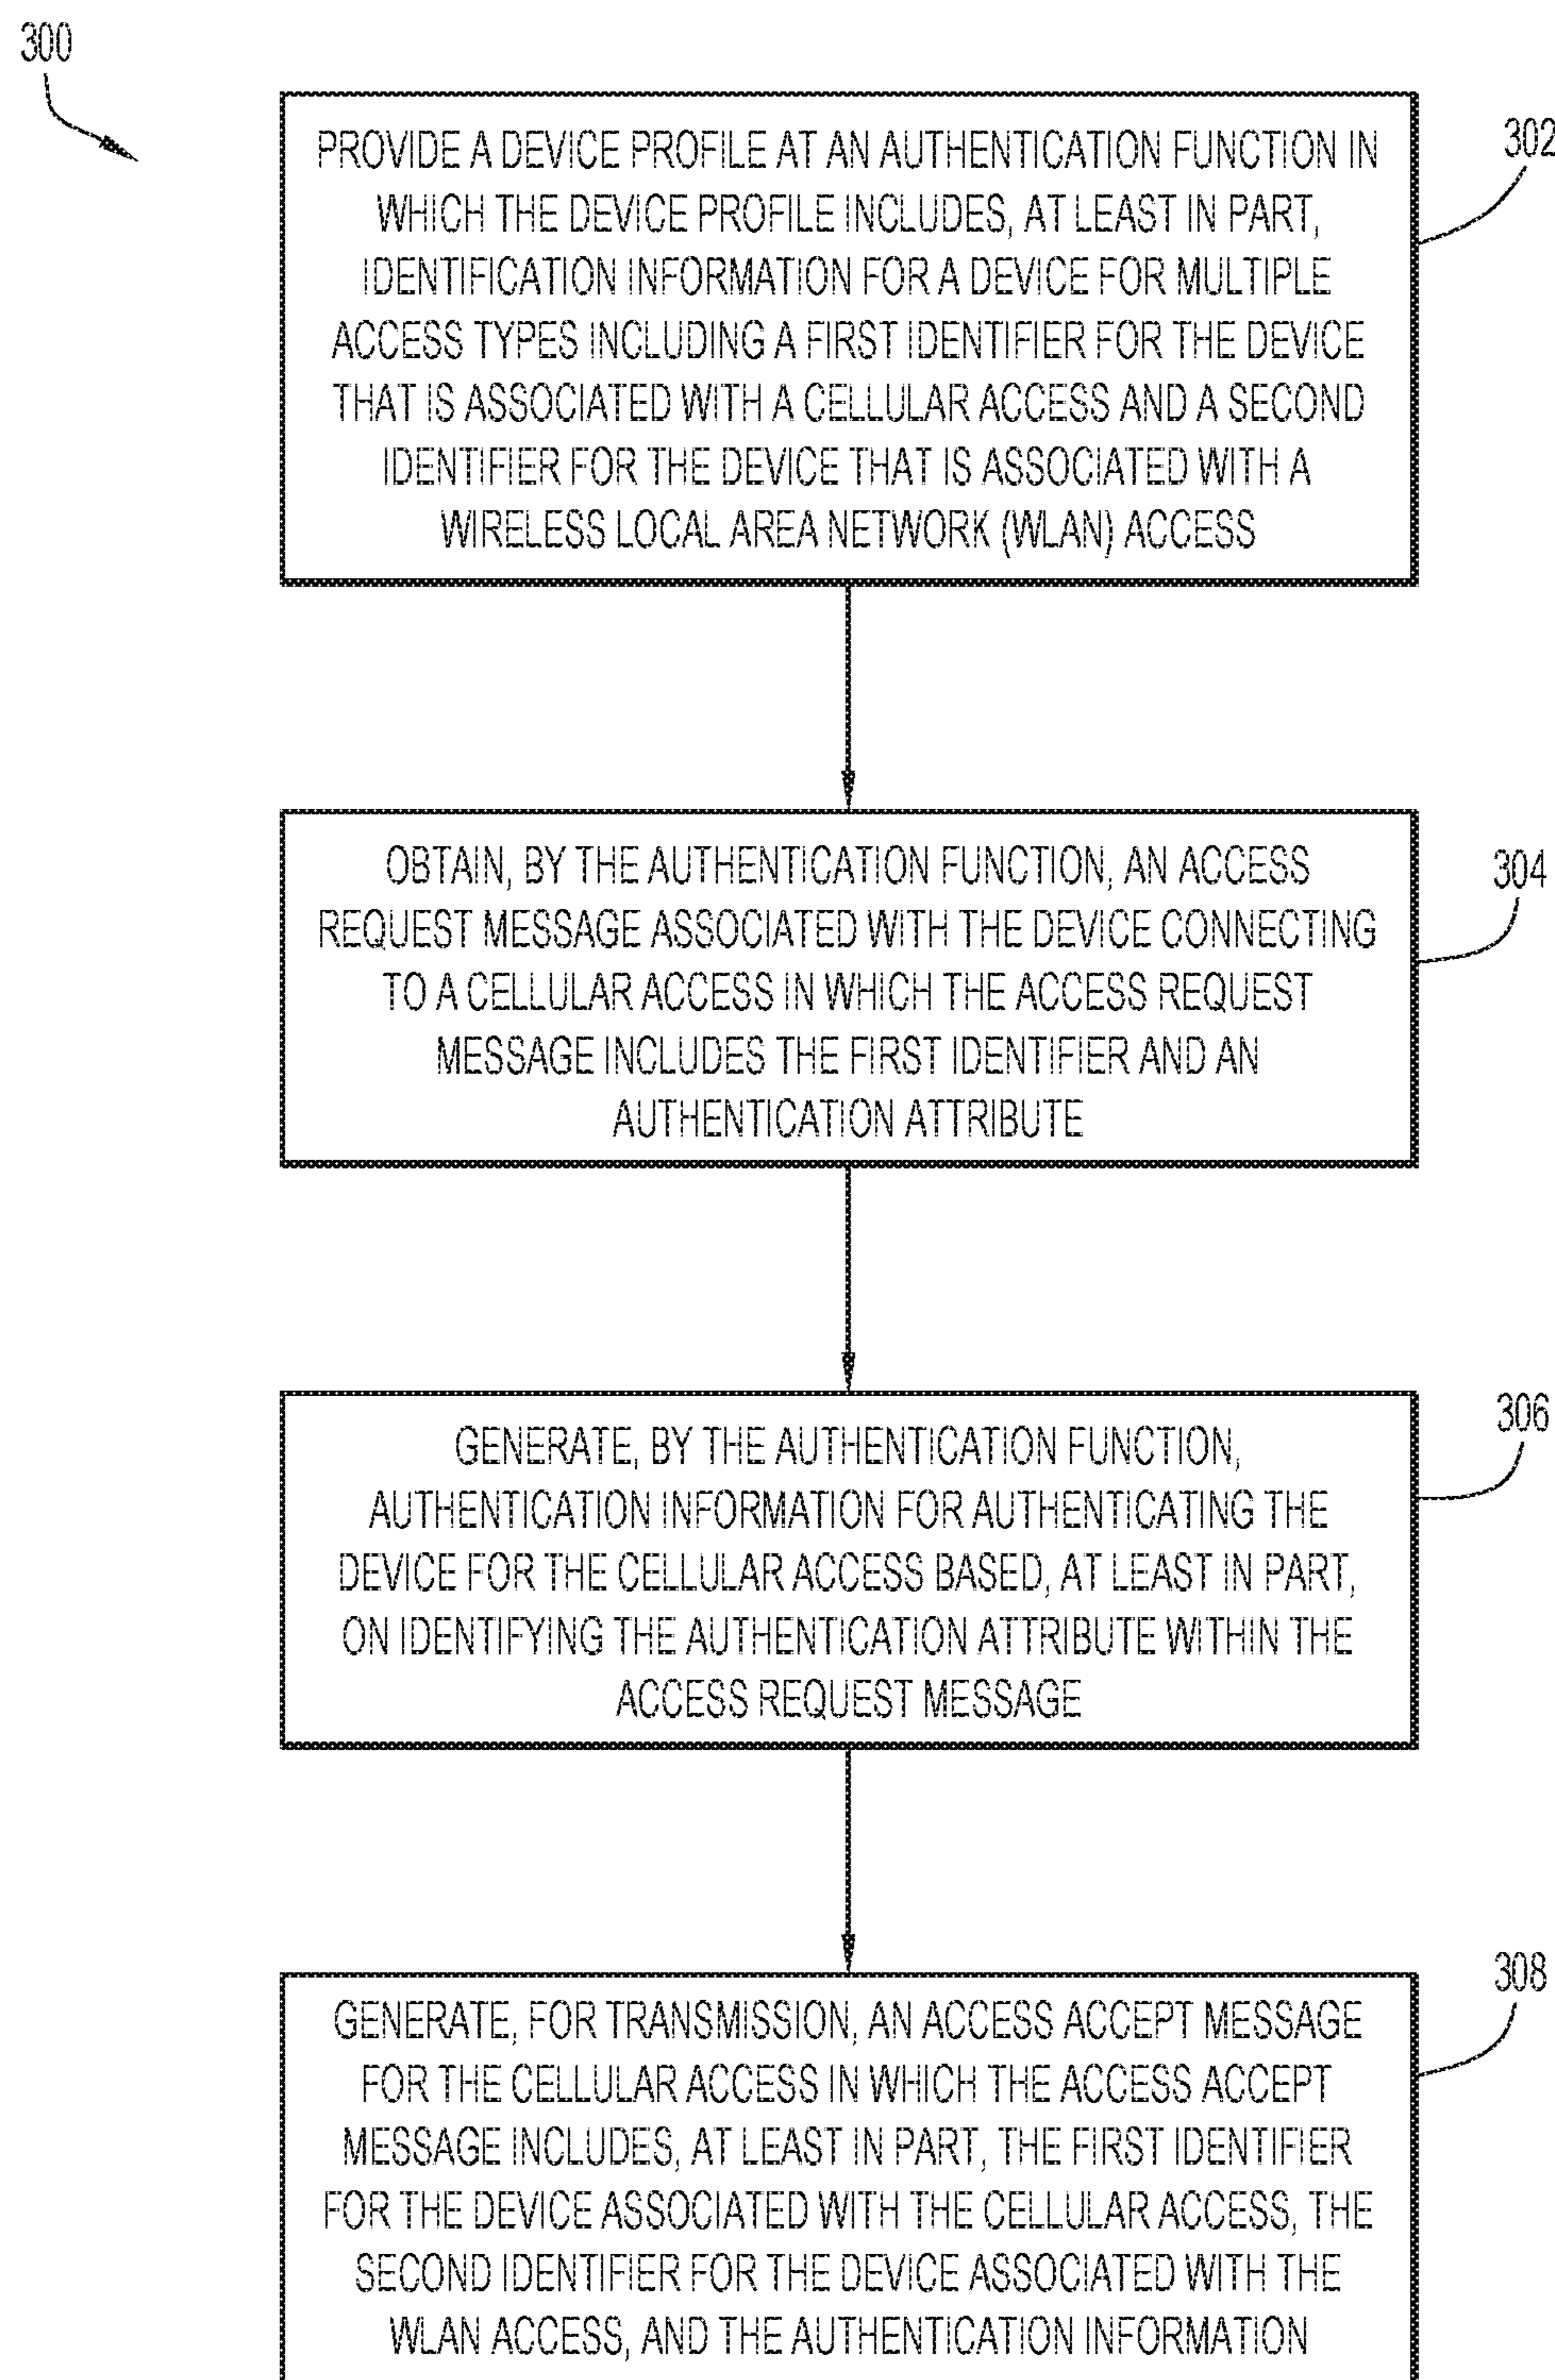 300
302
PROVIDE A DEVICE PROFILE AT AN AUTHENTICATION FUNCTION IN
WHICH THE DEVICE PROFILE INCLUDES, AT LEAST IN PART,
IDENTIFICATION INFORMATION FOR A DEVICE FOR MULTIPLE
ACCESS TYPES INCLUDING A FIRST IDENTIFIER FOR THE DEVICE
THAT IS ASSOCIATED WITH A CELLULAR ACCESS AND A SECOND
IDENTIFIER FOR THE DEVICE THAT IS ASSOCIATED WITH A
WIRELESS LOCAL AREA NETWORK (WLAN) ACCESS
304
OBTAIN, BY THE AUTHENTICATION FUNCTION, AN ACCESS
REQUEST MESSAGE ASSOCIATED WITH THE DEVICE CONNECTING
TO A CELLULAR ACCESS IN WHICH THE ACCESS REQUEST
MESSAGE INCLUDES THE FIRST IDENTIFIER AND AN
AUTHENTICATION ATTRIBUTE
306
GENERATE, BY THE AUTHENTICATION FUNCTION,
AUTHENTICATION INFORMATION FOR AUTHENTICATING THE
DEVICE FOR THE CELLULAR ACCESS BASED, AT LEAST IN PART,
ON IDENTIFYING THE AUTHENTICATION ATTRIBUTE WITHIN THE
ACCESS REQUEST MESSAGE
308
GENERATE, FOR TRANSMISSION, AN ACCESS ACCEPT MESSAGE
FOR THE CELLULAR ACCESS IN WHICH THE ACCESS ACCEPT
MESSAGE INCLUDES, AT LEAST IN PART, THE FIRST IDENTIFIER
FOR THE DEVICE ASSOCIATED WITH THE CELLULAR ACCESS, THE
SECOND IDENTIFIER FOR THE DEVICE ASSOCIATED WITH THE
WLAN ACCESS, AND THE AUTHENTICATION INFORMATION